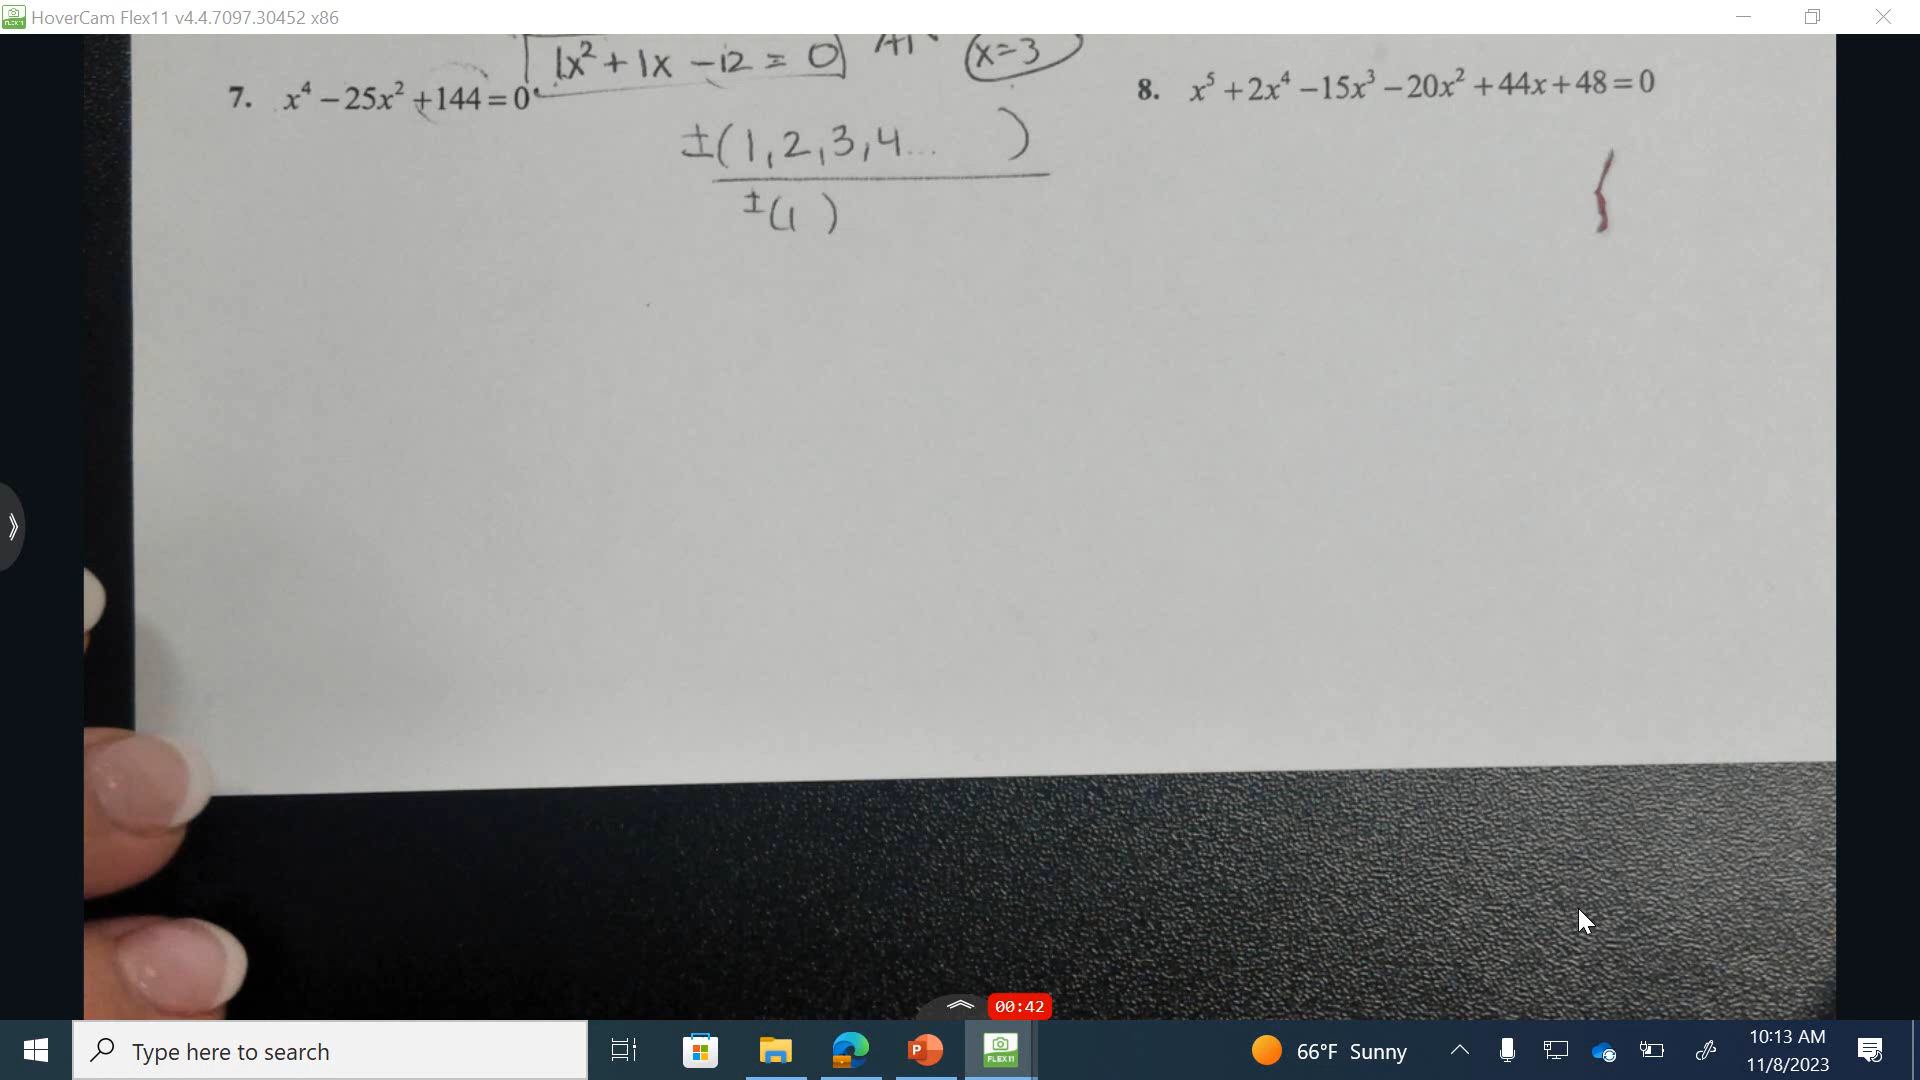 HoverCam Flex11 v4.4.7097.30452 x86
1x² + 1x - 12 = 0
x=3
7. x⁴ − 25x² + 144 = 0
8. x⁵ + 2x⁴ − 15x³ − 20x² + 44x + 48 = 0
±(1, 2, 3, 4... )
±(1 )
{
00:42
Type here to search
P
FLEX11
66°F Sunny
10:13 AM
11/8/2023